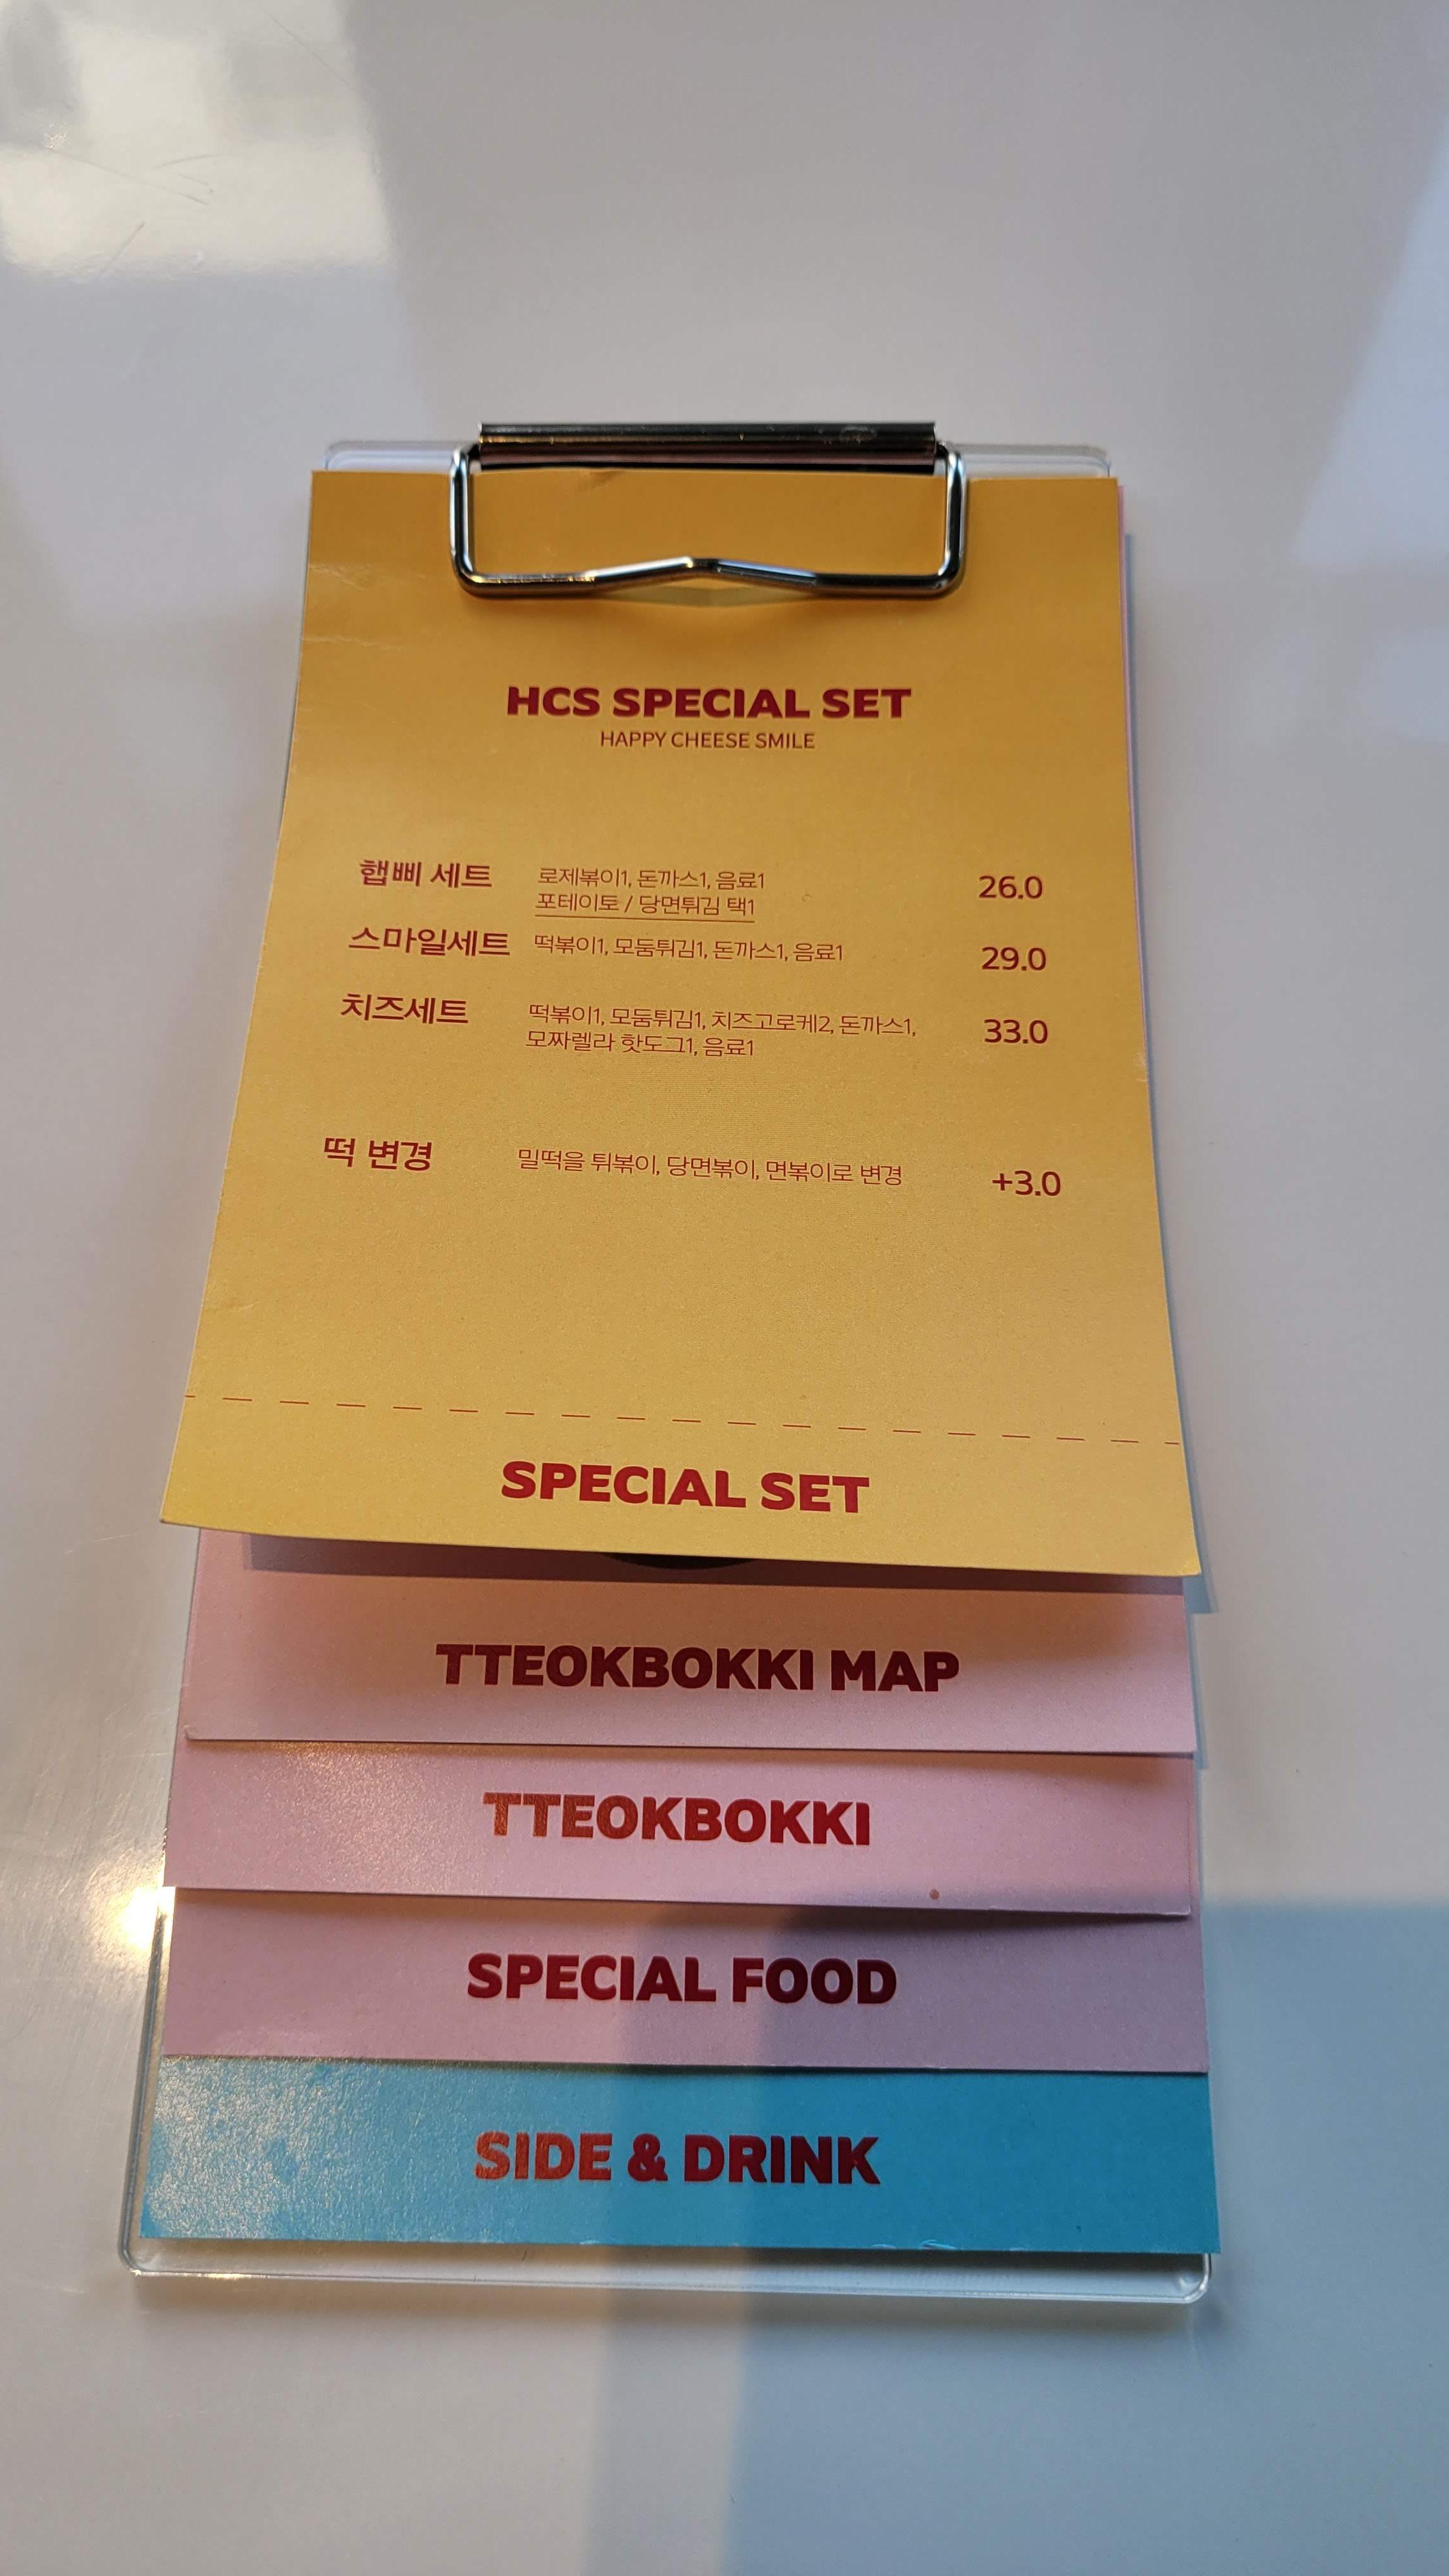 HCS SPECIAL SET
HAPPY CHEESE SMILE
햅삐 세트 로제볶이1, 돈까스1, 음료1 26.0
포테이토 / 당면튀김 택1
스마일세트 떡볶이1, 모둠튀김1, 돈까스1, 음료1 29.0
치즈세트 떡볶이1, 모둠튀김1, 치즈고로케2, 돈까스1, 33.0
모짜렐라 핫도그1, 음료1
떡 변경 밀떡을 튀볶이, 당면볶이, 면볶이로 변경 +3.0
SPECIAL SET
TTEOKBOKKI MAP
TTEOKBOKKI
SPECIAL FOOD
SIDE & DRINK